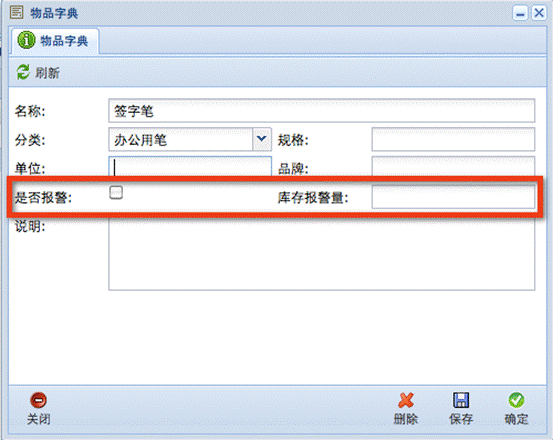 物品字典
物品字典
刷新
名称: 签字笔
分类: 办公用笔 规格:
单位: 品牌:
是否报警: 库存报警量:
说明:
关闭 删除 保存 确定